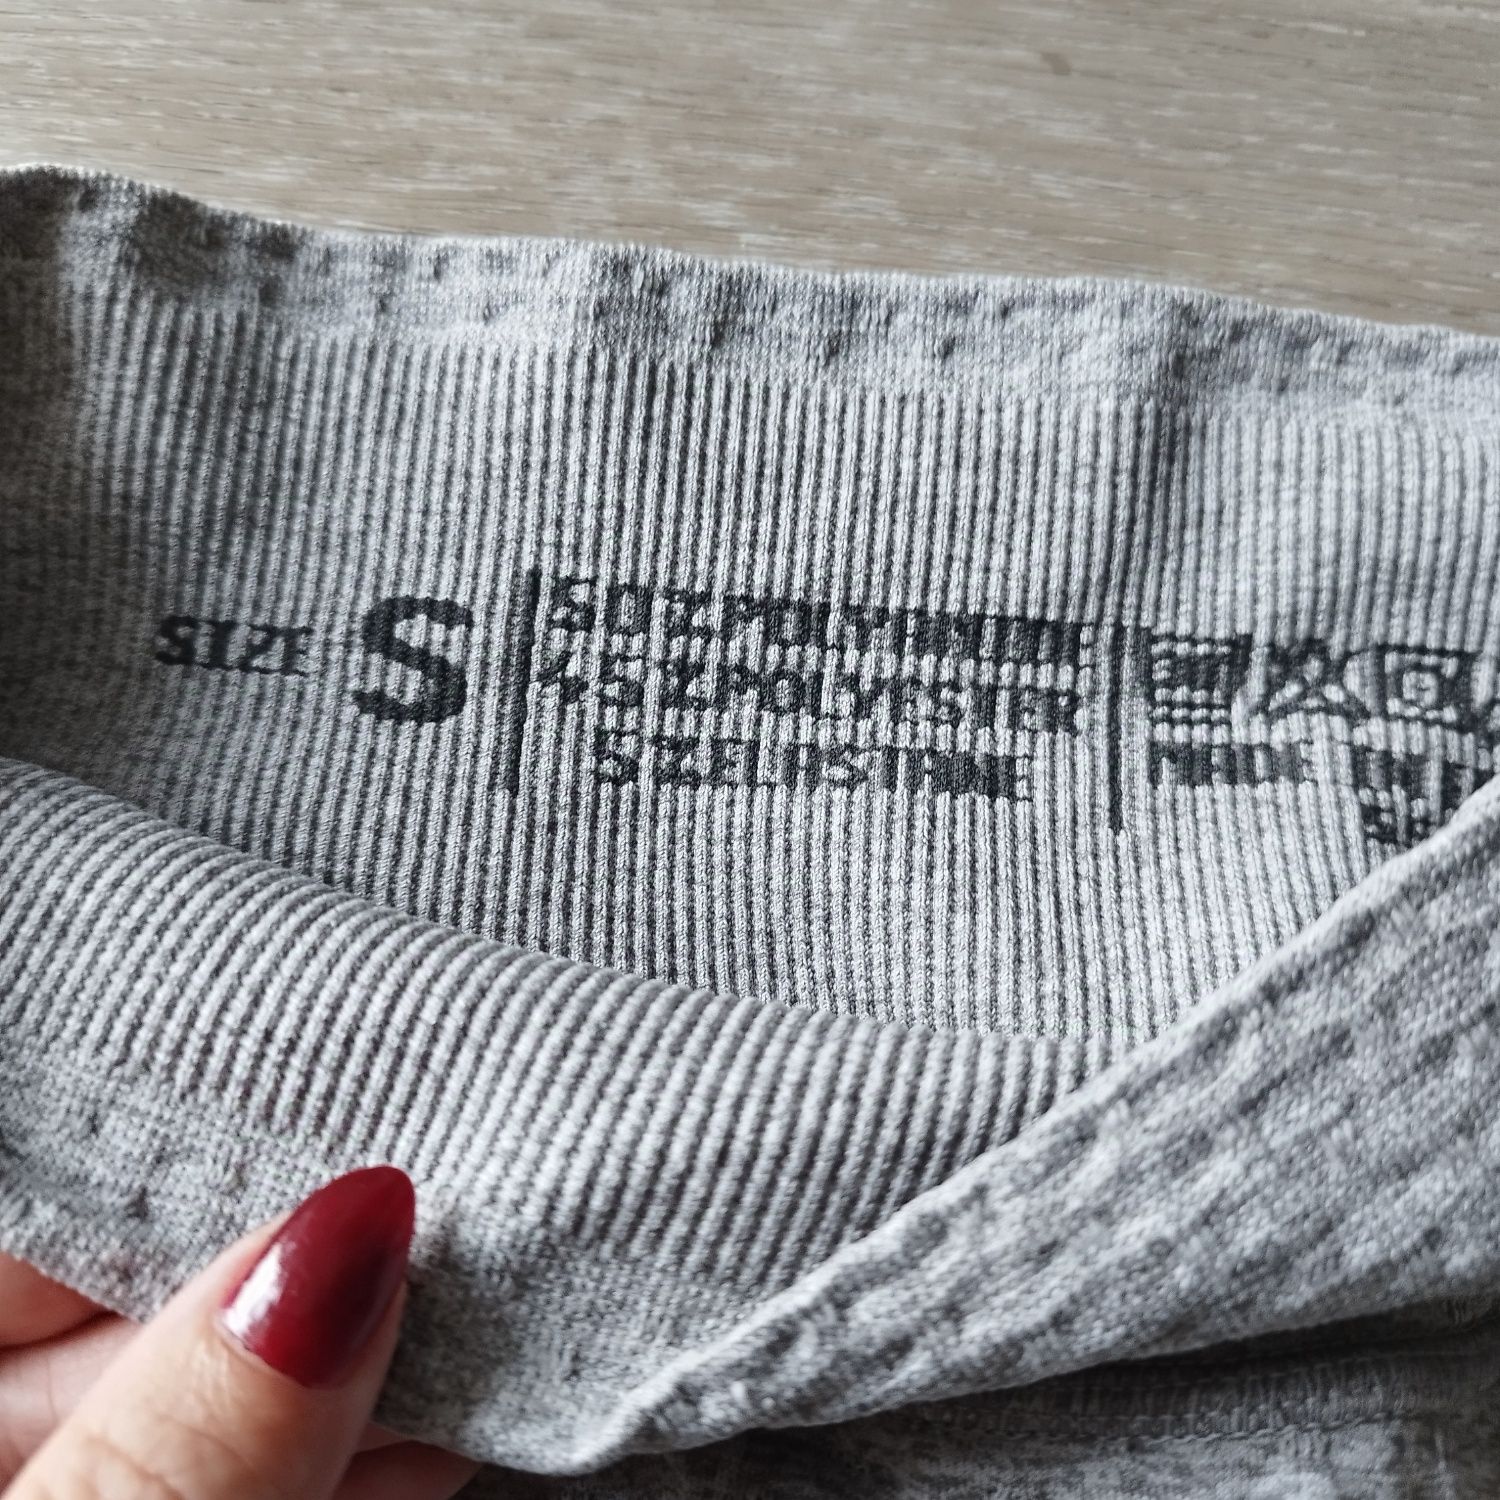 SIZE S
50%POLYAMIDE
45%POLYESTER
5%ELASTANE
MADE IN